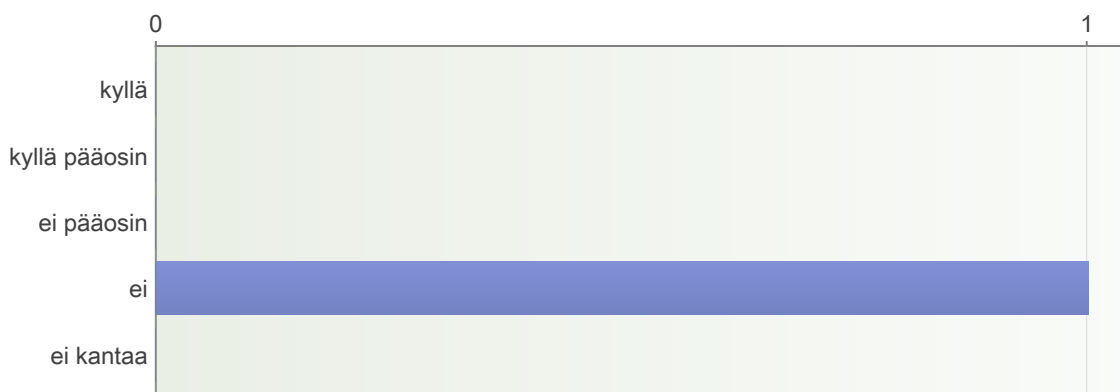 0 1
kyllä
kyllä pääosin
ei pääosin
ei
ei kantaa